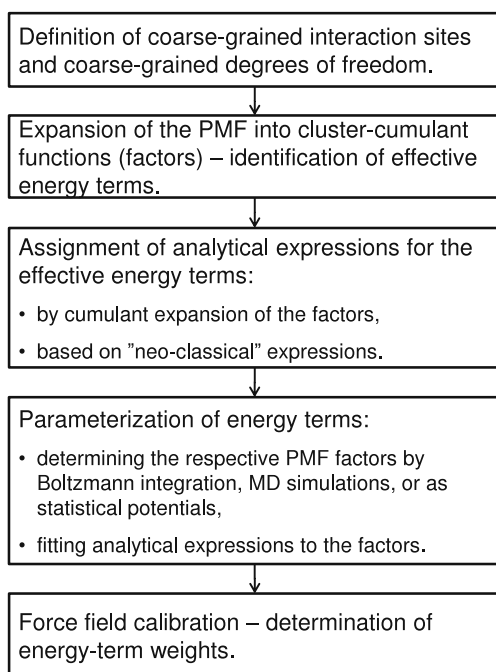 Definition of coarse-grained interaction sites
and coarse-grained degrees of freedom.
Expansion of the PMF into cluster-cumulant
functions (factors) – identification of effective
energy terms.
Assignment of analytical expressions for the
effective energy terms:
• by cumulant expansion of the factors,
• based on ”neo-classical” expressions.
Parameterization of energy terms:
• determining the respective PMF factors by
Boltzmann integration, MD simulations, or as
statistical potentials,
• fitting analytical expressions to the factors.
Force field calibration – determination of
energy-term weights.